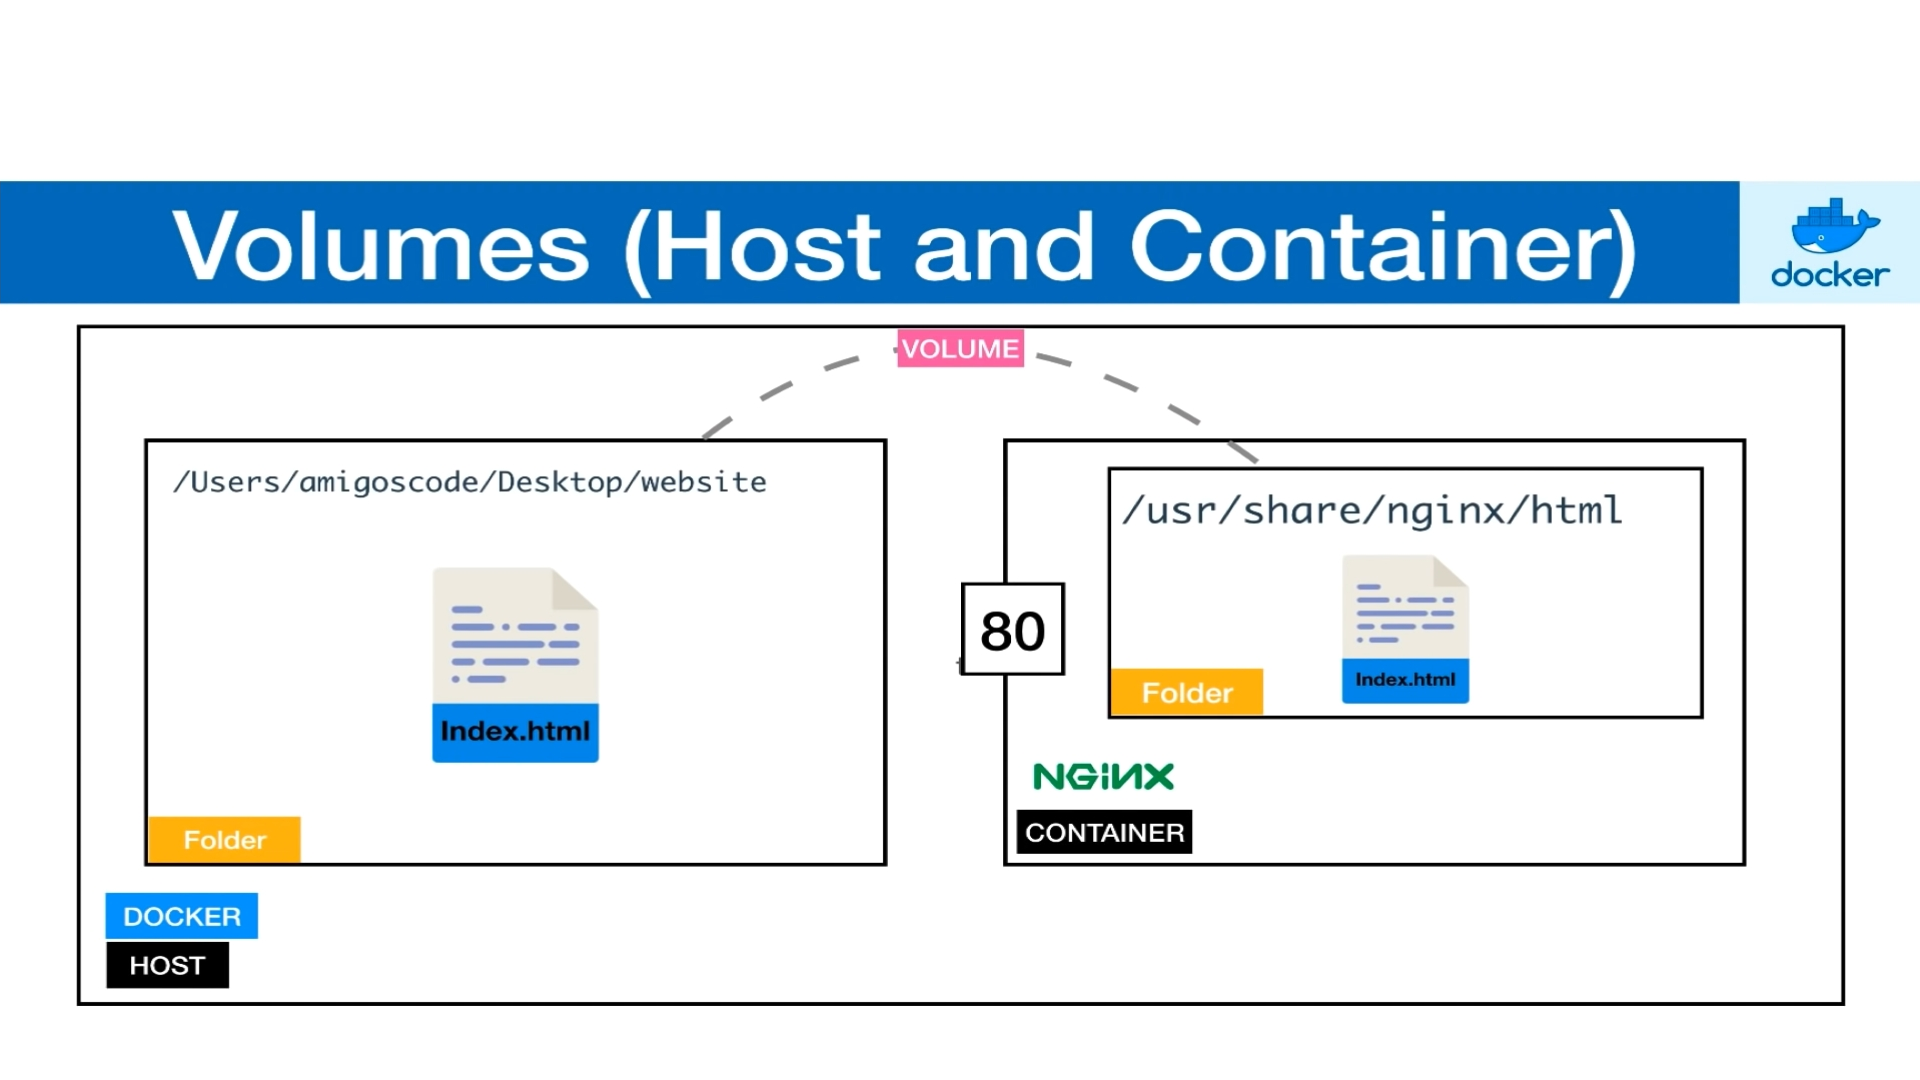 Volumes (Host and Container)
docker
VOLUME
/Users/amigoscode/Desktop/website
/usr/share/nginx/html
80
Index.html
Index.html
Folder
Folder
NGiNX
CONTAINER
DOCKER
HOST